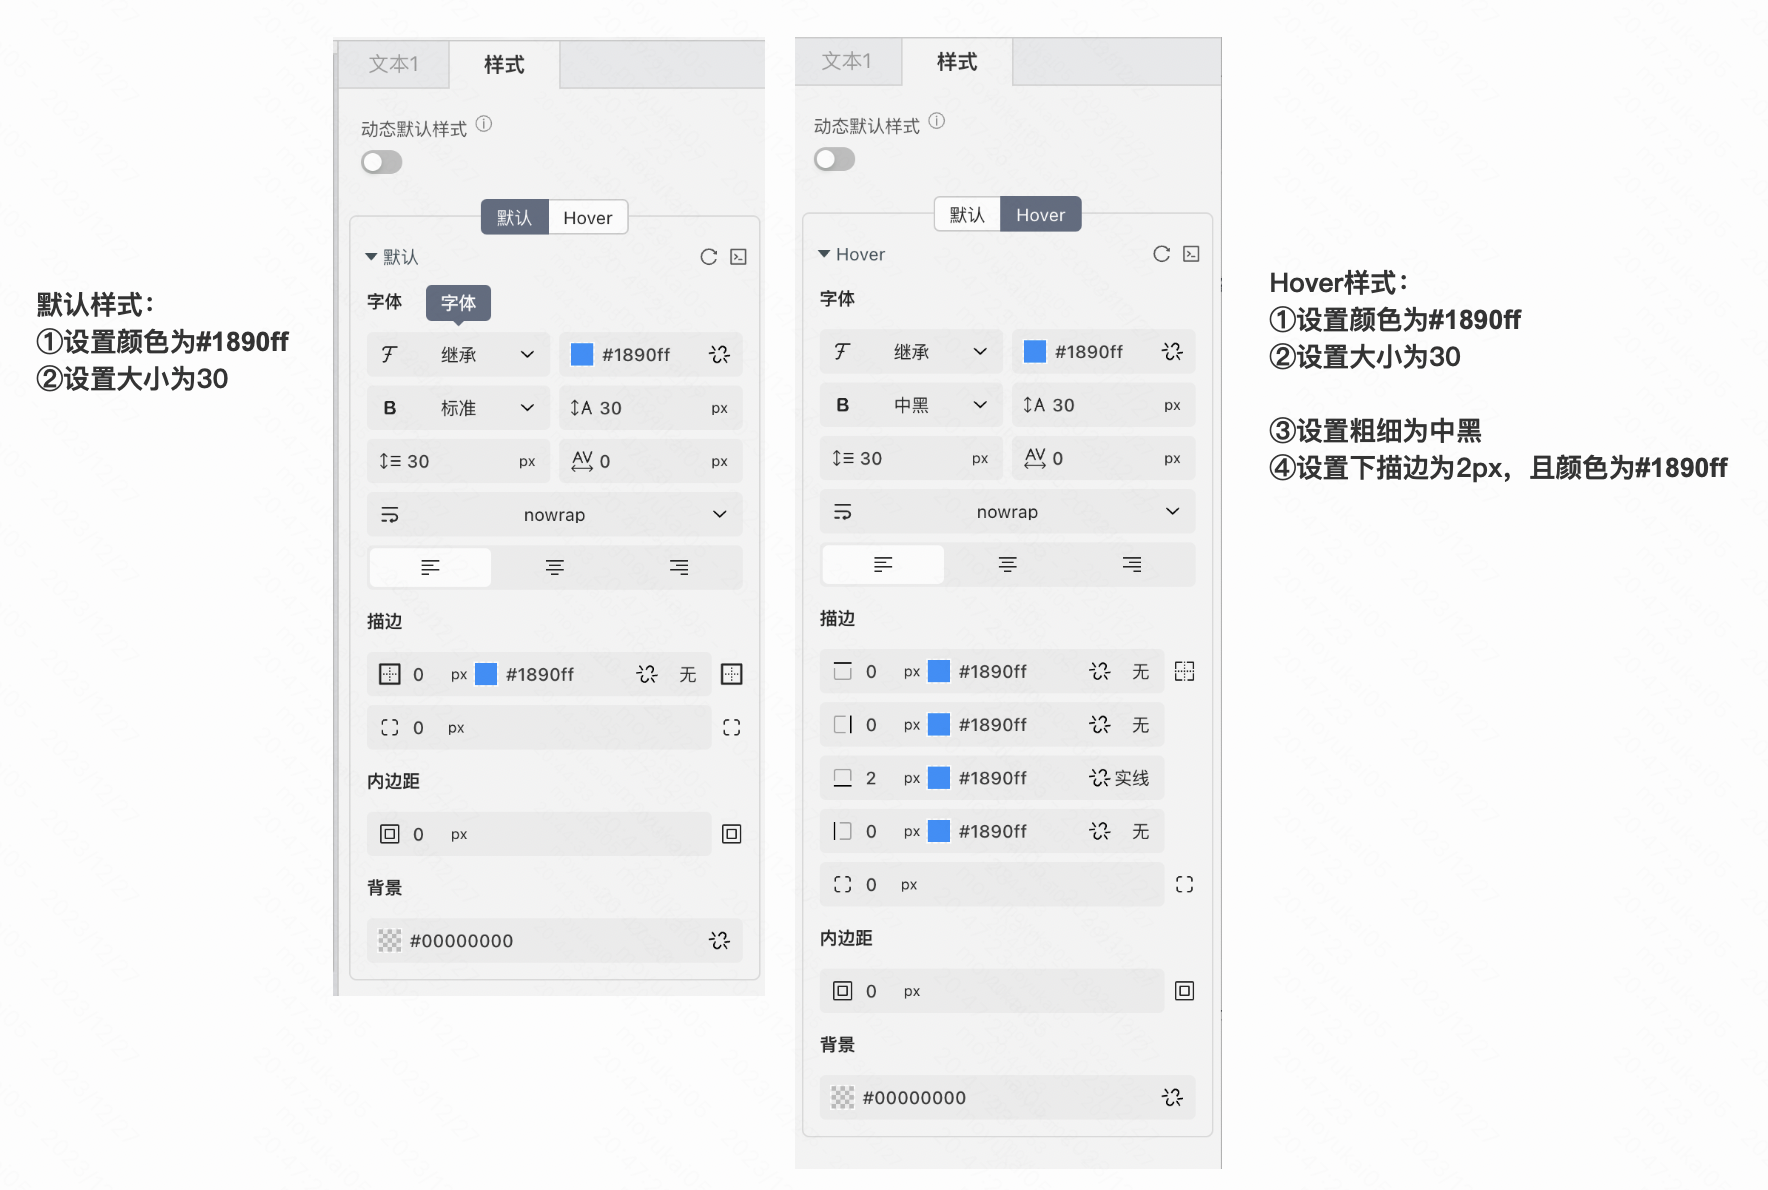 默认样式：
①设置颜色为#1890ff
②设置大小为30
文本1
样式
动态默认样式
默认
Hover
默认
字体
字体
继承
#1890ff
B
标准
A 30
px
30
px
AV 0
px
nowrap
描边
0
px
#1890ff
无
0
px
内边距
0
px
背景
#00000000
文本1
样式
动态默认样式
默认
Hover
Hover
字体
继承
#1890ff
B
中黑
A 30
px
30
px
AV 0
px
nowrap
描边
0
px
#1890ff
无
0
px
#1890ff
无
2
px
#1890ff
实线
0
px
#1890ff
无
0
px
内边距
0
px
背景
#00000000
Hover样式：
①设置颜色为#1890ff
②设置大小为30
③设置粗细为中黑
④设置下描边为2px，且颜色为#1890ff